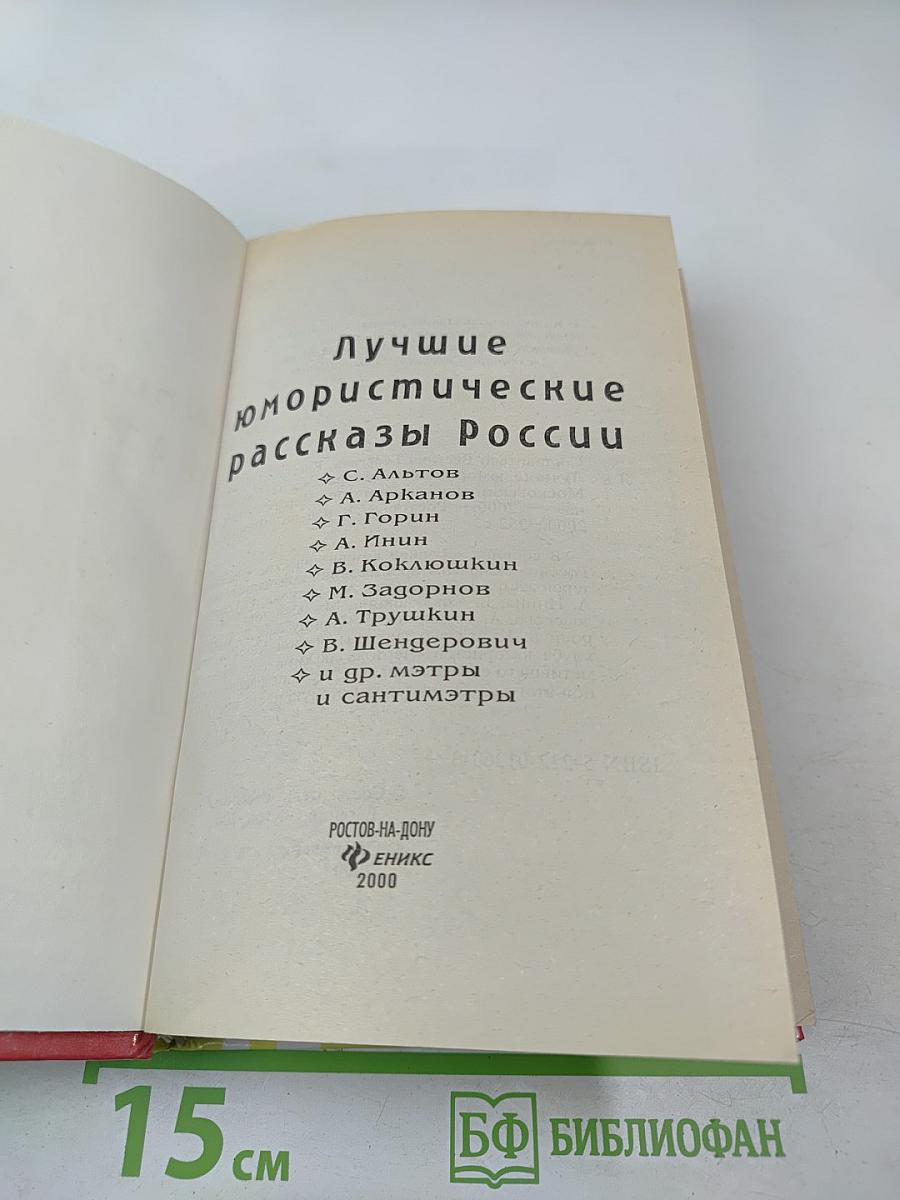 Лучшие
юмористические
рассказы России
✧ С. Альтов
✧ А. Арканов
✧ Г. Горин
✧ А. Инин
✧ В. Коклюшкин
✧ М. Задорнов
✧ А. Трушкин
✧ В. Шендерович
✧ и др. мэтры
и сантимэтры
РОСТОВ-НА-ДОНУ
ФЕНИКС
2000
15 см
БФ БИБЛИОФАН